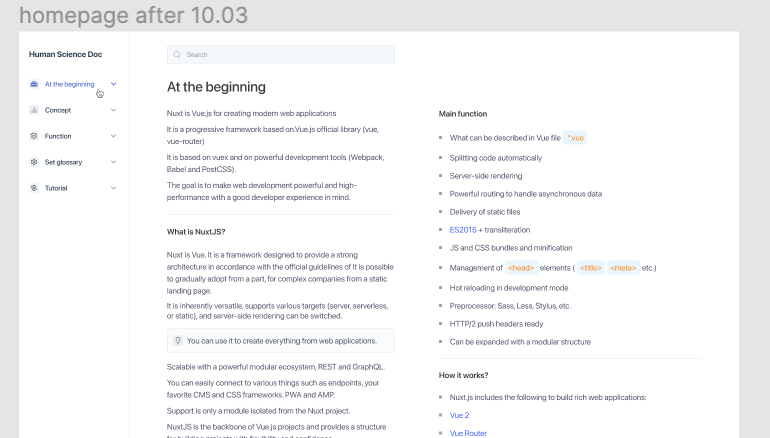 homepage after 10.03
Human Science Doc
At the beginning
Concept
Function
Set glossary
Tutorial
Search
At the beginning
Nuxt is Vue.js for creating modern web applications
It is a progressive framework based on.Vue.js official library (vue,
vue-router)
It is based on vuex and on powerful development tools (Webpack,
Babel and PostCSS).
The goal is to make web development powerful and high-
performance with a good developer experience in mind.
What is NuxtJS?
Nuxt is Vue. It is a framework designed to provide a strong
architecture in accordance with the official guidelines of It is possible
to gradually adopt from a part, for complex companies from a static
landing page.
It is inherently versatile, supports various targets (server, serverless,
or static), and server-side rendering can be switched.
You can use it to create everything from web applications.
Scalable with a powerful modular ecosystem, REST and GraphQL.
You can easily connect to various things such as endpoints, your
favorite CMS and CSS frameworks. PWA and AMP.
Support is only a module isolated from the Nuxt project.
NuxtJS is the backbone of Vue.js projects and provides a structure
Main function
What can be described in Vue file *.vue
Splitting code automatically
Server-side rendering
Powerful routing to handle asynchronous data
Delivery of static files
ES2015 + transliteration
JS and CSS bundles and minification
Management of <head> elements ( <title> <meta> etc.)
Hot reloading in development mode
Preprocessor: Sass, Less, Stylus, etc.
HTTP/2 push headers ready
Can be expanded with a modular structure
How it works?
Nuxt.js includes the following to build rich web applications:
Vue 2
Vue Router